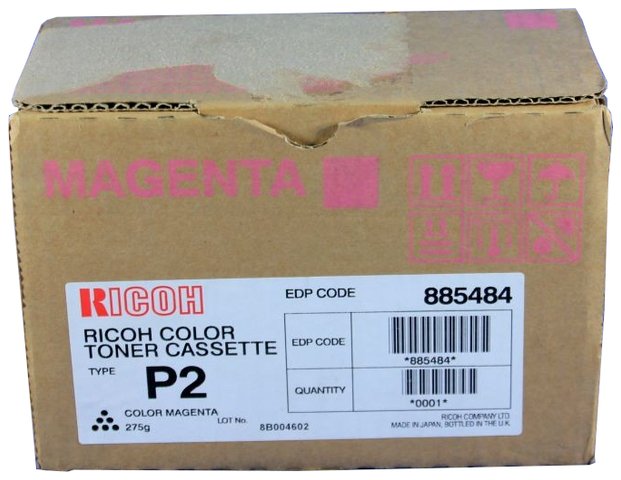 MAGENTA
RICOH
EDP CODE 885484
RICOH COLOR
TONER CASSETTE
TYPE P2
COLOR MAGENTA
275g
LOT No. 8B004602
EDP CODE *885484*
QUANTITY *0001*
RICOH COMPANY LTD.
MADE IN JAPAN, BOTTLED IN THE U.K.